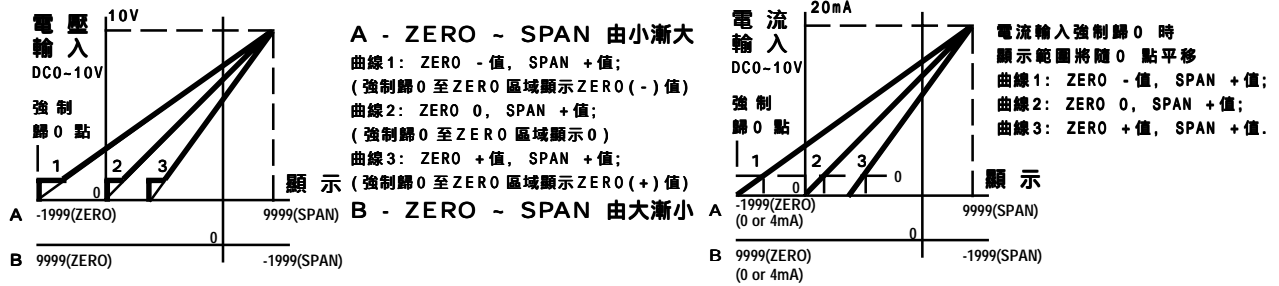 電壓
輸入
DC0~10V
10V
強制
歸0 點
1
2
3
0
顯 示
A
-1999(ZERO)
9999(SPAN)
0
B
9999(ZERO)
-1999(SPAN)
A - ZERO ~ SPAN 由小漸大
曲線1: ZERO -值, SPAN +值;
(強制歸0 至ZERO 區域顯示ZERO(-)值)
曲線2: ZERO 0, SPAN +值;
(強制歸0 至ZERO 區域顯示0)
曲線3: ZERO +值, SPAN +值;
(強制歸0 至ZERO 區域顯示ZERO(+)值)
B - ZERO ~ SPAN 由大漸小
電流
輸入
DC0~10V
20mA
強制
歸0 點
1
2
3
0
0
顯 示
A
-1999(ZERO)
(0 or 4mA)
9999(SPAN)
0
B
9999(ZERO)
(0 or 4mA)
-1999(SPAN)
電流輸入強制歸0 時
顯示範圍將隨0 點平移
曲線1: ZERO -值, SPAN +值;
曲線2: ZERO 0, SPAN +值;
曲線3: ZERO +值, SPAN +值.